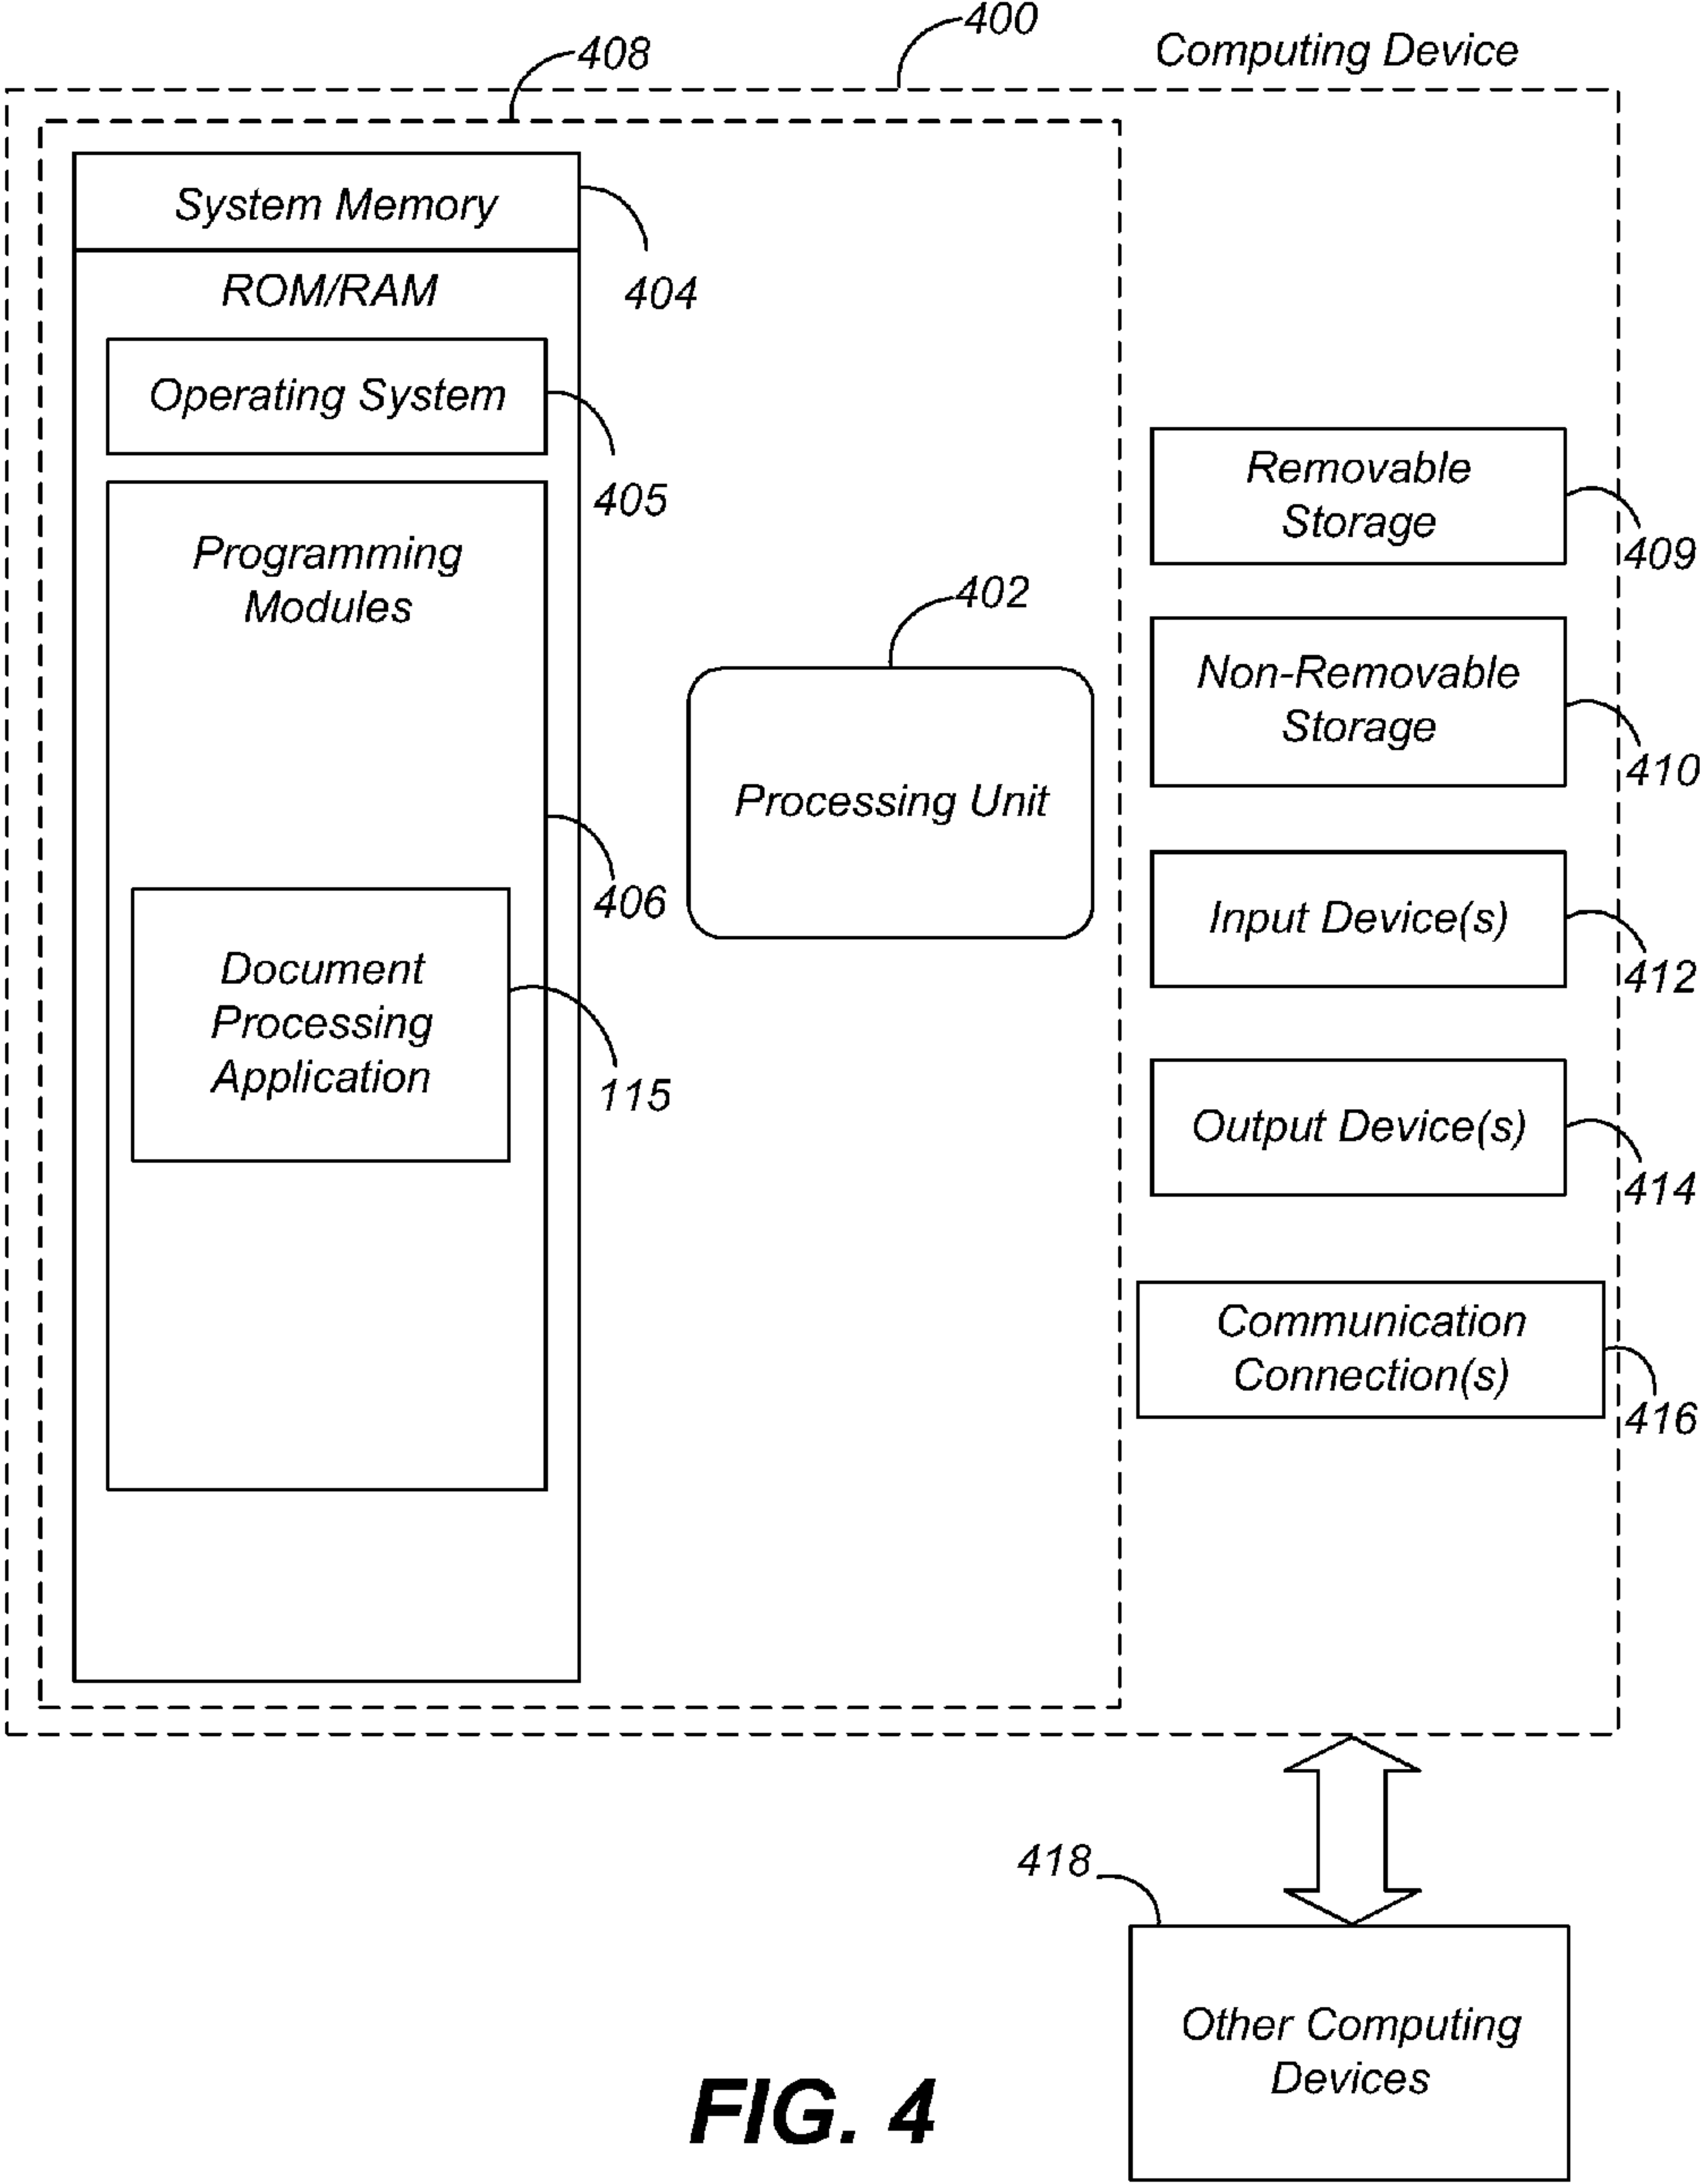 400
Computing Device
408
System Memory
404
ROM/RAM
Operating System
405
Programming
Modules
406
Document
Processing
Application
115
402
Processing Unit
Removable
Storage
409
Non-Removable
Storage
410
Input Device(s)
412
Output Device(s)
414
Communication
Connection(s)
416
418
Other Computing
Devices
FIG. 4